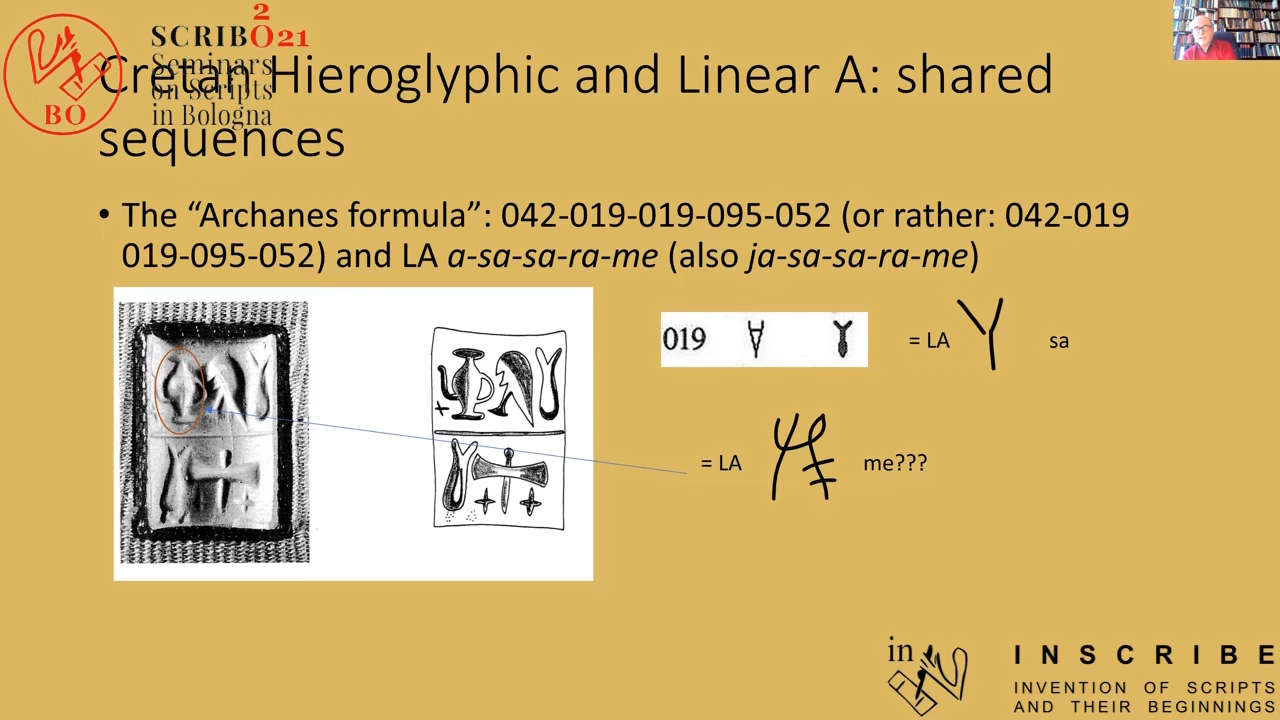 SCRIBO 2021
Seminars
on Scripts
in Bologna
BO
Cretan Hieroglyphic and Linear A: shared
sequences
• The “Archanes formula”: 042-019-019-095-052 (or rather: 042-019
019-095-052) and LA a-sa-sa-ra-me (also ja-sa-sa-ra-me)
019
= LA
sa
= LA
me???
in
INSCRIBE
INVENTION OF SCRIPTS
AND THEIR BEGINNINGS